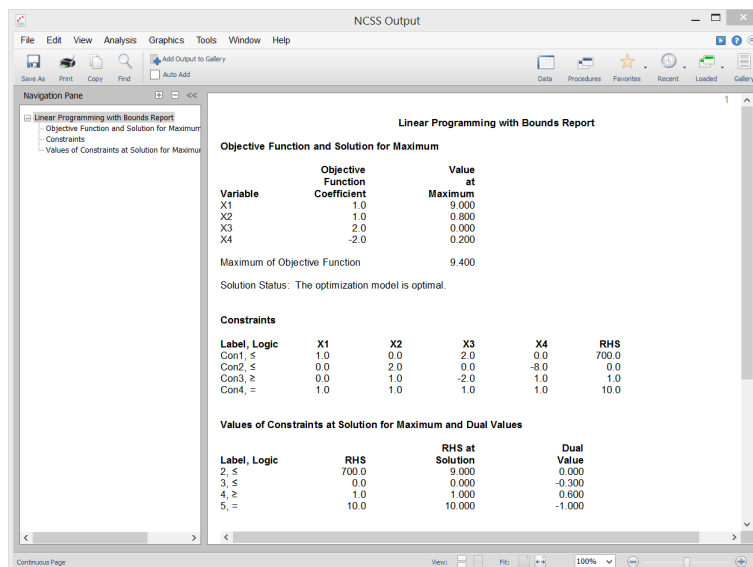 NCSS Output
File Edit View Analysis Graphics Tools Window Help
Save As Print Copy Find Add Output to Gallery Auto Add Data Procedures Favorites Recent Loaded Gallery
Navigation Pane
Linear Programming with Bounds Report
Objective Function and Solution for Maximum
Constraints
Values of Constraints at Solution for Maximu
1
Linear Programming with Bounds Report
Objective Function and Solution for Maximum
Objective Value
Function at
Variable Coefficient Maximum
X1 1.0 9.000
X2 1.0 0.800
X3 2.0 0.000
X4 -2.0 0.200
Maximum of Objective Function 9.400
Solution Status: The optimization model is optimal.
Constraints
Label, Logic X1 X2 X3 X4 RHS
Con1, ≤ 1.0 0.0 2.0 0.0 700.0
Con2, ≤ 0.0 2.0 0.0 -8.0 0.0
Con3, ≥ 0.0 1.0 -2.0 1.0 1.0
Con4, = 1.0 1.0 1.0 1.0 10.0
Values of Constraints at Solution for Maximum and Dual Values
RHS at Dual
Label, Logic RHS Solution Value
2, ≤ 700.0 9.000 0.000
3, ≤ 0.0 0.000 -0.300
4, ≥ 1.0 1.000 0.600
5, = 10.0 10.000 -1.000
Continuous Page View: Fit: 100%